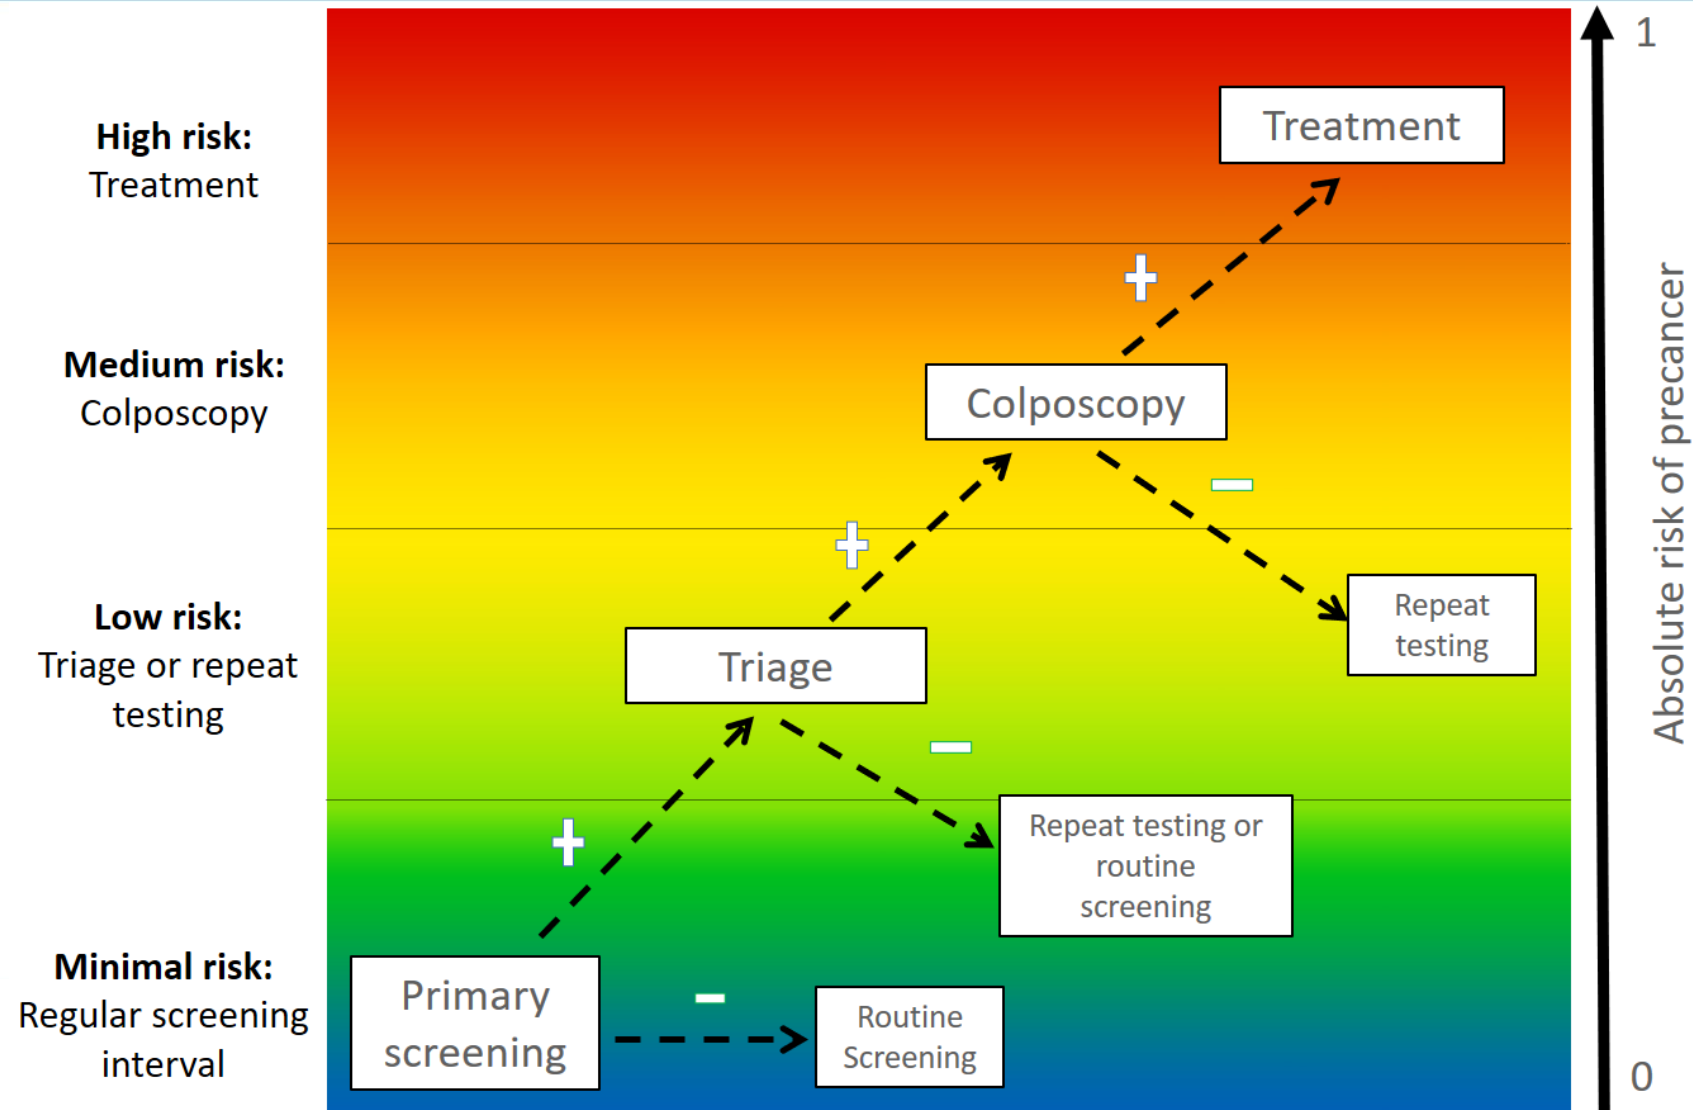 High risk:
Treatment
Medium risk:
Colposcopy
Low risk:
Triage or repeat
testing
Minimal risk:
Regular screening
interval
Treatment
+
Colposcopy
−
+
Repeat
testing
Triage
−
+
Repeat testing or
routine
screening
Primary
screening
−
Routine
Screening
1
Absolute risk of precancer
0